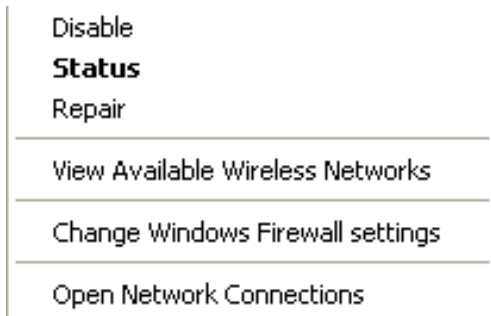 Disable
Status
Repair
View Available Wireless Networks
Change Windows Firewall settings
Open Network Connections